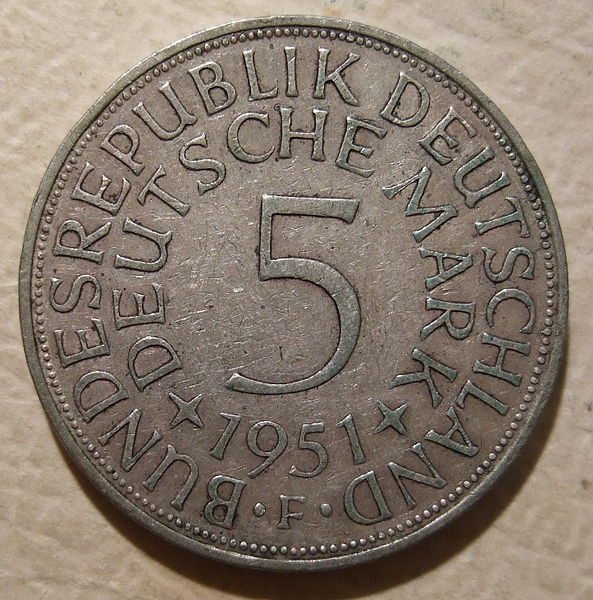 BUNDESREPUBLIK DEUTSCHLAND
DEUTSCHE MARK
5
1951
· F ·